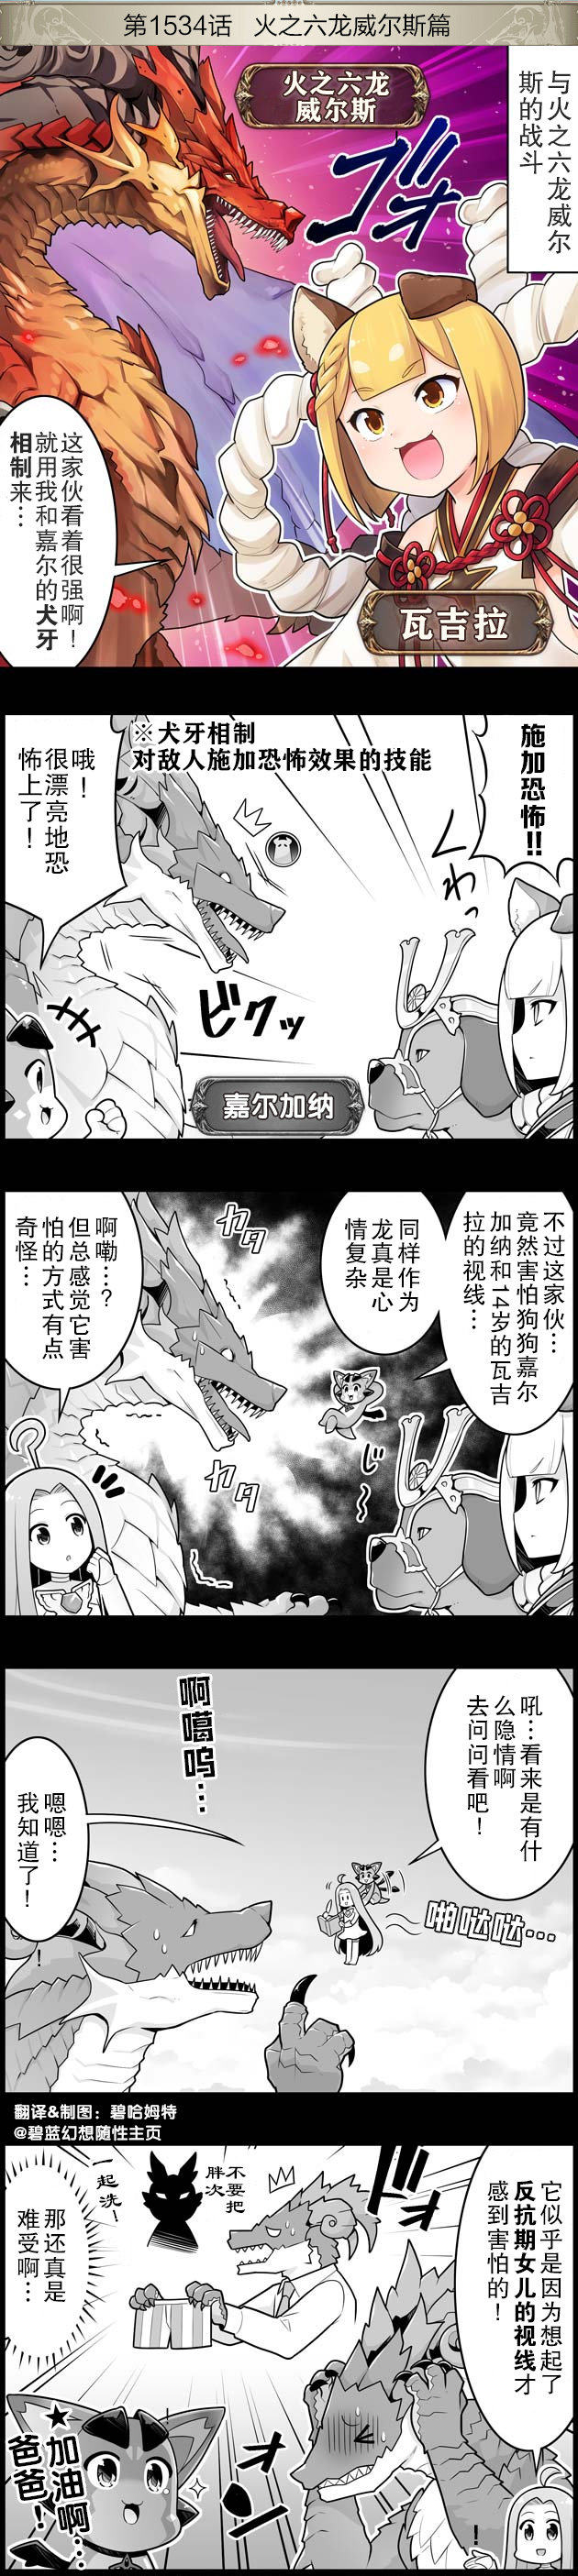 第1534话 火之六龙威尔斯篇
与火之六龙威尔
斯的战斗
火之六龙
威尔斯
ゴォ
这家伙看着很强啊！
就用我和嘉尔的犬牙
相制来…
瓦吉拉
施加恐怖!!
※犬牙相制
对敌人施加恐怖效果的技能
哦！
很漂亮地恐
怖上了！
くわっ
ビクッ
嘉尔加纳
不过这家伙…
竟然害怕狗狗嘉尔
加纳和14岁的瓦吉
拉的视线…
同样作为
龙真是心
情复杂
啊嘞…?
但总感觉它害
怕的方式有点
奇怪…
カタ
カタ
じ～
吼…看来是有什
么隐情啊
去问问看吧！
啊噶呜…
嗯嗯…
我知道了！
啪哒哒…
翻译&制图：碧哈姆特
@碧蓝幻想随性主页
它似乎是因为想起了
反抗期女儿的视线才
感到害怕的！
不要把
胖次
一起洗！
那还真是
难受啊…
オォン
★加油啊…
爸爸！